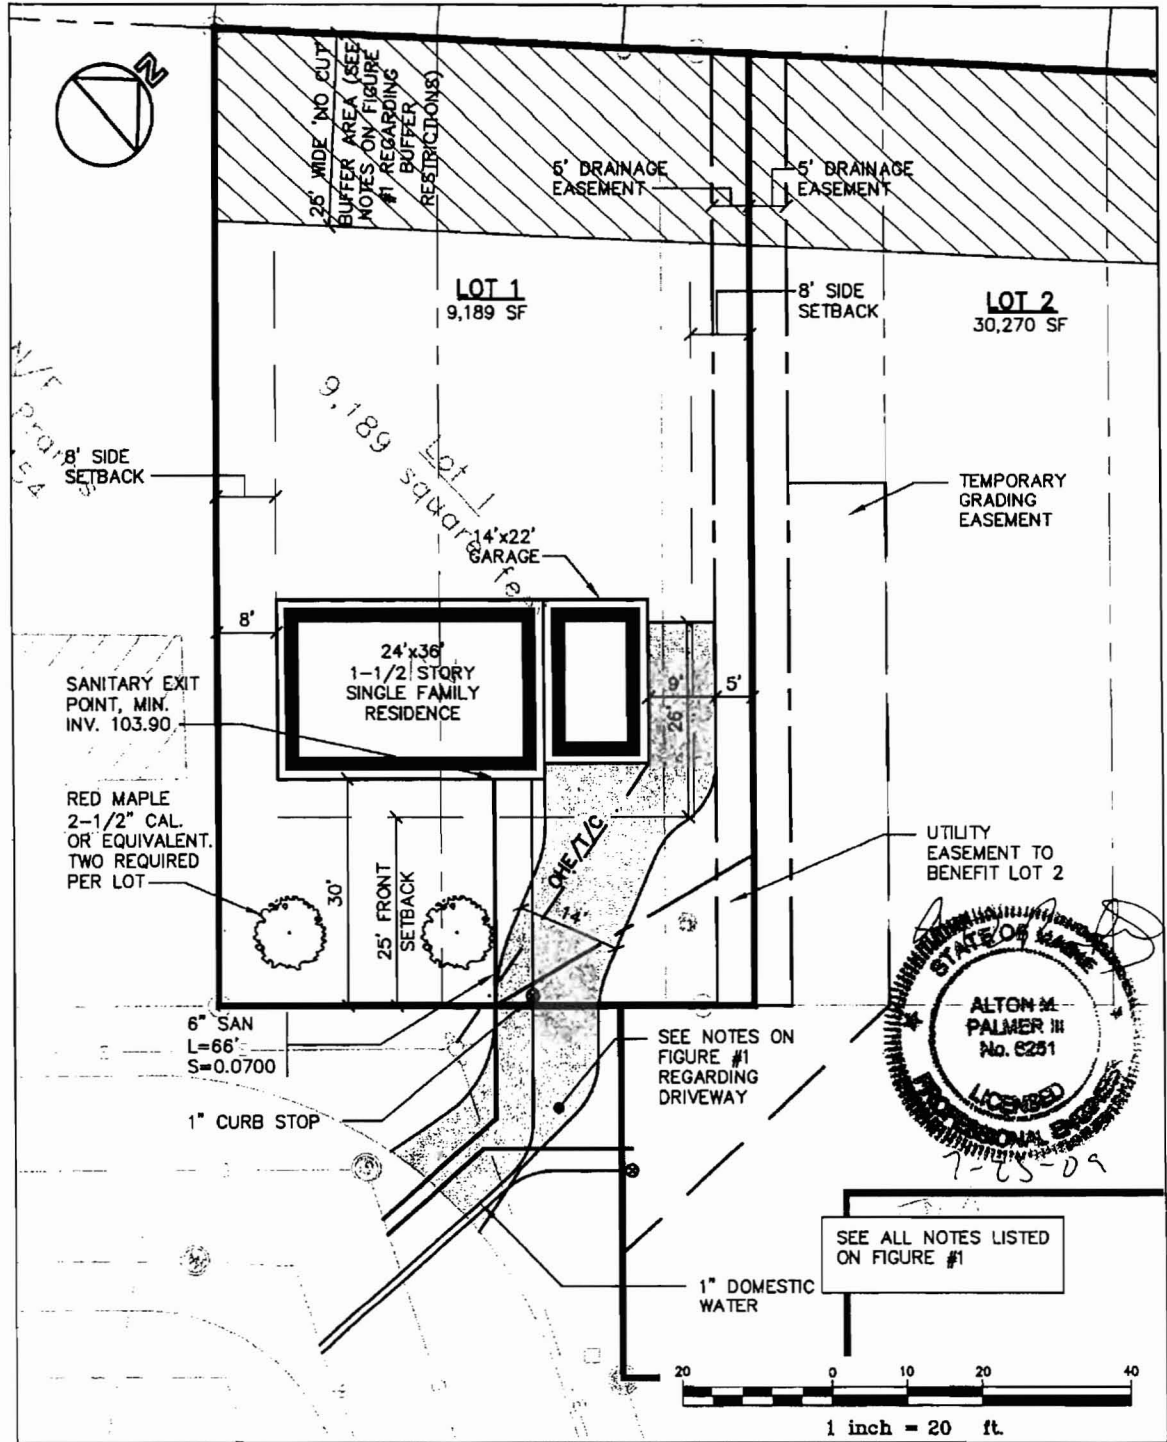 N
25' WIDE 'NO CUT'
BUFFER AREA (SEE
NOTES ON FIGURE
#1 REGARDING
BUFFER
RESTRICTIONS)
5' DRAINAGE
EASEMENT
5' DRAINAGE
EASEMENT
LOT 1
9,189 SF
8' SIDE
SETBACK
LOT 2
30,270 SF
N/F
54
8' SIDE
SETBACK
Lot 1
9,189 square fe
TEMPORARY
GRADING
EASEMENT
14'x22'
GARAGE
8'
24'x36'
1-1/2 STORY
SINGLE FAMILY
RESIDENCE
9'
5'
26'
SANITARY EXIT
POINT, MIN.
INV. 103.90
RED MAPLE
2-1/2" CAL.
OR EQUIVALENT.
TWO REQUIRED
PER LOT
30'
25' FRONT
SETBACK
OHE/T/C
14'
UTILITY
EASEMENT TO
BENEFIT LOT 2
STATE OF MAINE
ALTON M.
PALMER III
No. 6251
LICENSED
PROFESSIONAL ENGINEER
6" SAN
L=66'
S=0.0700
SEE NOTES ON
FIGURE #1
REGARDING
DRIVEWAY
1" CURB STOP
SEE ALL NOTES LISTED
ON FIGURE #1
1" DOMESTIC
WATER
20 0 10 20 40
1 inch = 20 ft.